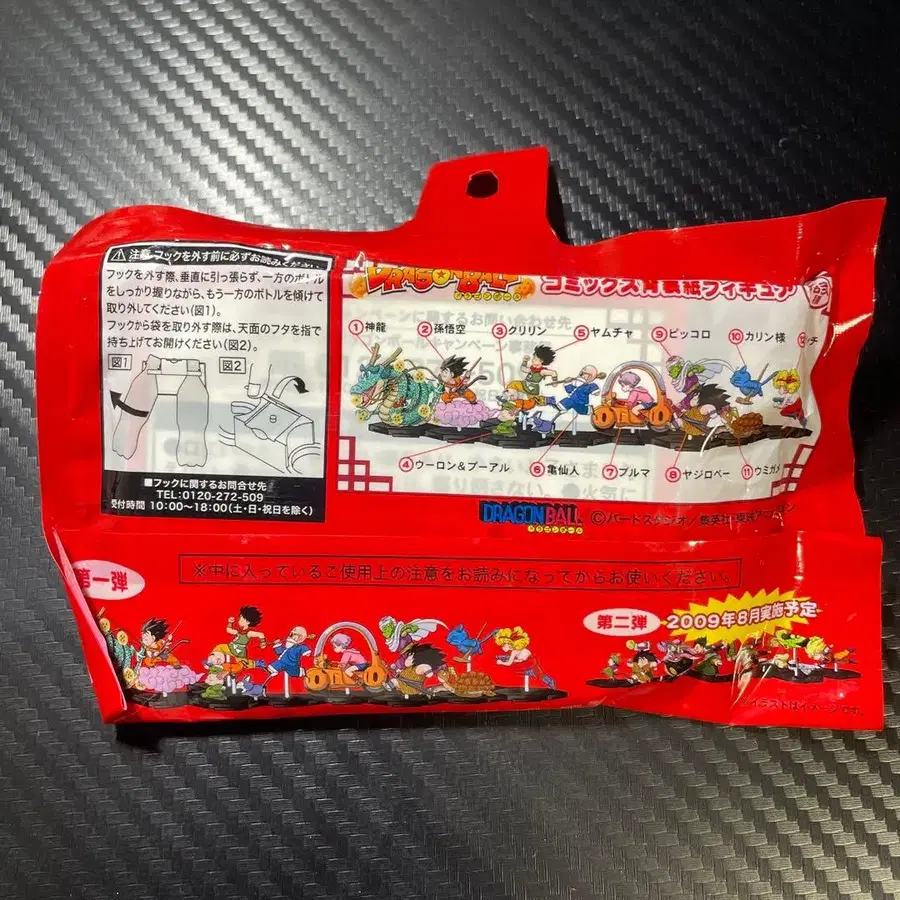 注意 フックを外す前に必ずお読みください
フックを外す際、垂直に引っ張らず、一方のボトル
をしっかり握りながら、もう一方のボトルを傾けて
取り外してください(図1)。
フックから袋を取り外す際は、天面のフタを指で
持ち上げてお開けください(図2)。
図1 図2
■フックに関するお問合せ先
TEL:0120-272-509
受付時間 10:00〜18:00(土・日・祝日を除く)
DRAGON BALL
ドラゴンボール
コミックス背表紙フィギュア
①神龍 ②孫悟空 ③クリリン ⑤ヤムチャ ⑨ピッコロ ⑩カリン様
④ウーロン&プーアル ⑥亀仙人 ⑦ブルマ ⑧ヤジロベー ⑪ウミガメ
DRAGON BALL
ドラゴンボール
©バードスタジオ/集英社・東映アニメーション
※中に入っているご使用上の注意をお読みになってからお使いください。
第一弾
第二弾 2009年8月実施予定
※イラストはイメージです。